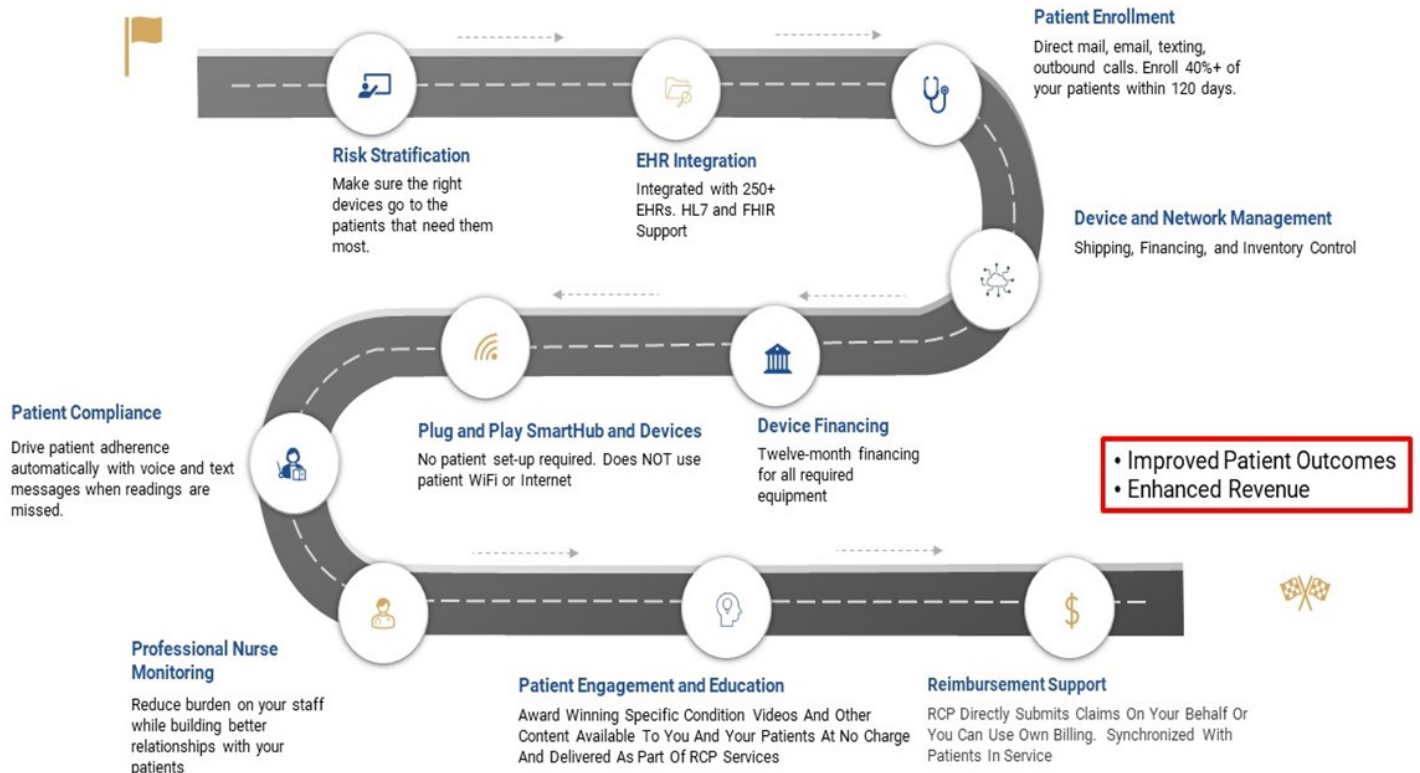 Patient Enrollment
Direct mail, email, texting,
outbound calls. Enroll 40%+ of
your patients within 120 days.
Risk Stratification
Make sure the right
devices go to the
patients that need them
most.
EHR Integration
Integrated with 250+
EHRs. HL7 and FHIR
Support
Device and Network Management
Shipping, Financing, and Inventory Control
Device Financing
Twelve-month financing
for all required
equipment
Plug and Play SmartHub and Devices
No patient set-up required. Does NOT use
patient WiFi or Internet
Patient Compliance
Drive patient adherence
automatically with voice and text
messages when readings are
missed.
• Improved Patient Outcomes
• Enhanced Revenue
Professional Nurse
Monitoring
Reduce burden on your staff
while building better
relationships with your
patients
Patient Engagement and Education
Award Winning Specific Condition Videos And Other
Content Available To You And Your Patients At No Charge
And Delivered As Part Of RCP Services
$
Reimbursement Support
RCP Directly Submits Claims On Your Behalf Or
You Can Use Own Billing. Synchronized With
Patients In Service